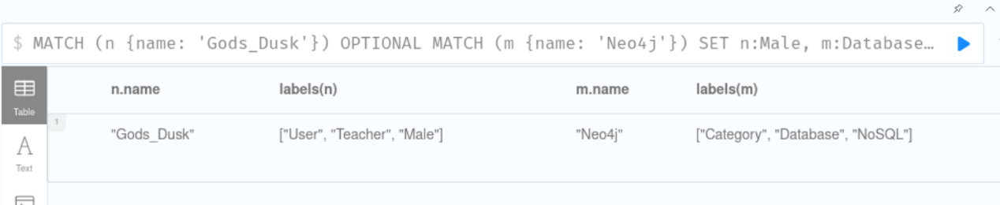 $ MATCH (n {name: 'Gods_Dusk'}) OPTIONAL MATCH (m {name: 'Neo4j'}) SET n:Male, m:Database…
Table
n.name labels(n) m.name labels(m)
1
"Gods_Dusk" ["User", "Teacher", "Male"] "Neo4j" ["Category", "Database", "NoSQL"]
A
Text